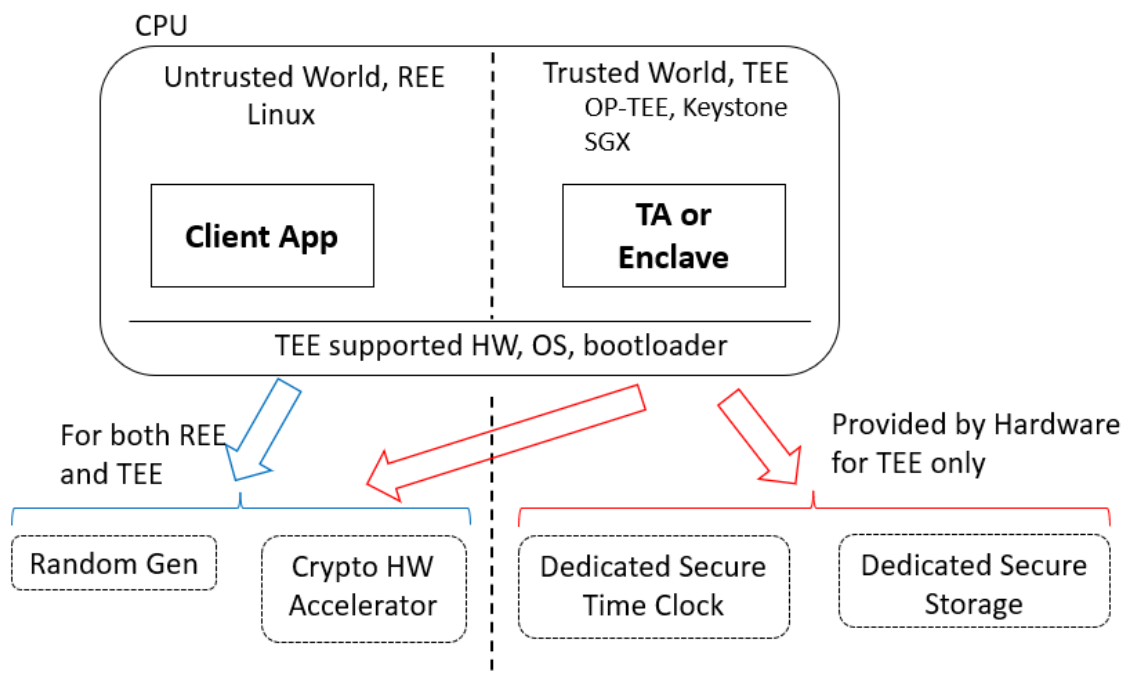 CPU
Untrusted World, REE
Linux
Trusted World, TEE
OP-TEE, Keystone
SGX
Client App
TA or
Enclave
TEE supported HW, OS, bootloader
For both REE
and TEE
Provided by Hardware
for TEE only
Random Gen
Crypto HW
Accelerator
Dedicated Secure
Time Clock
Dedicated Secure
Storage